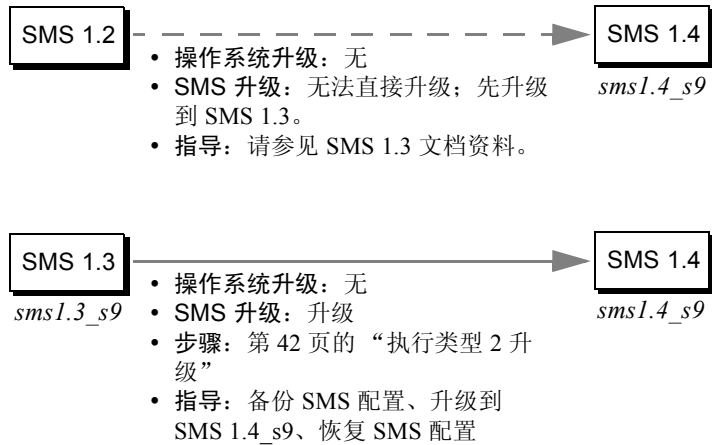 SMS 1.2
SMS 1.4
sms1.4_s9
• 操作系统升级：无
• SMS 升级：无法直接升级；先升级
到 SMS 1.3。
• 指导：请参见 SMS 1.3 文档资料。
SMS 1.3
sms1.3_s9
SMS 1.4
sms1.4_s9
• 操作系统升级：无
• SMS 升级：升级
• 步骤：第 42 页的 “执行类型 2 升
级”
• 指导：备份 SMS 配置、升级到
SMS 1.4_s9、恢复 SMS 配置